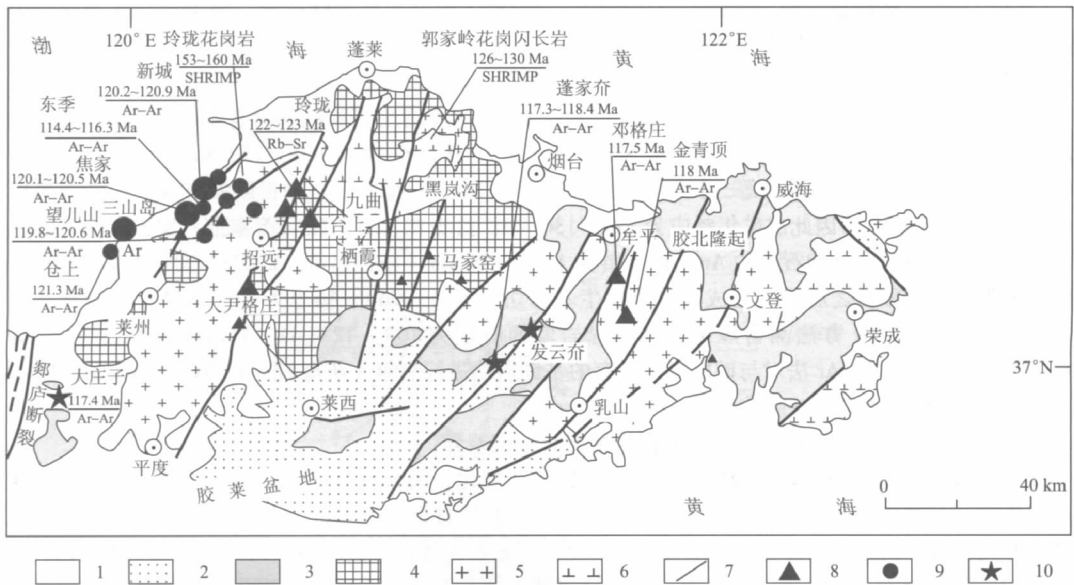 渤
海
黄
海
120°E
122°E
玲珑花岗岩
153~160 Ma
SHRIMP
蓬莱
郭家岭花岗闪长岩
126~130 Ma
SHRIMP
新城
120.2~120.9 Ma
Ar–Ar
蓬家夼
117.3~118.4 Ma
Ar–Ar
东季
114.4~116.3 Ma
Ar–Ar
玲珑
122~123 Ma
Rb–Sr
邓格庄
117.5 Ma
Ar–Ar
金青顶
118 Ma
Ar–Ar
焦家
120.1~120.5 Ma
Ar–Ar
烟台
威海
黑岚沟
九曲
台上
望儿山
三山岛
119.8~120.6 Ma
Ar
牟平
胶北隆起
招远
栖霞
马家窑
仓上
121.3 Ma
Ar–Ar
大尹格庄
文登
荣成
莱州
发云夼
37°N
大庄子
117.4 Ma
Ar–Ar
郯庐断裂
莱西
乳山
平度
胶莱盆地
黄
海
0
40 km
1
2
3
4
5
6
7
8
9
10